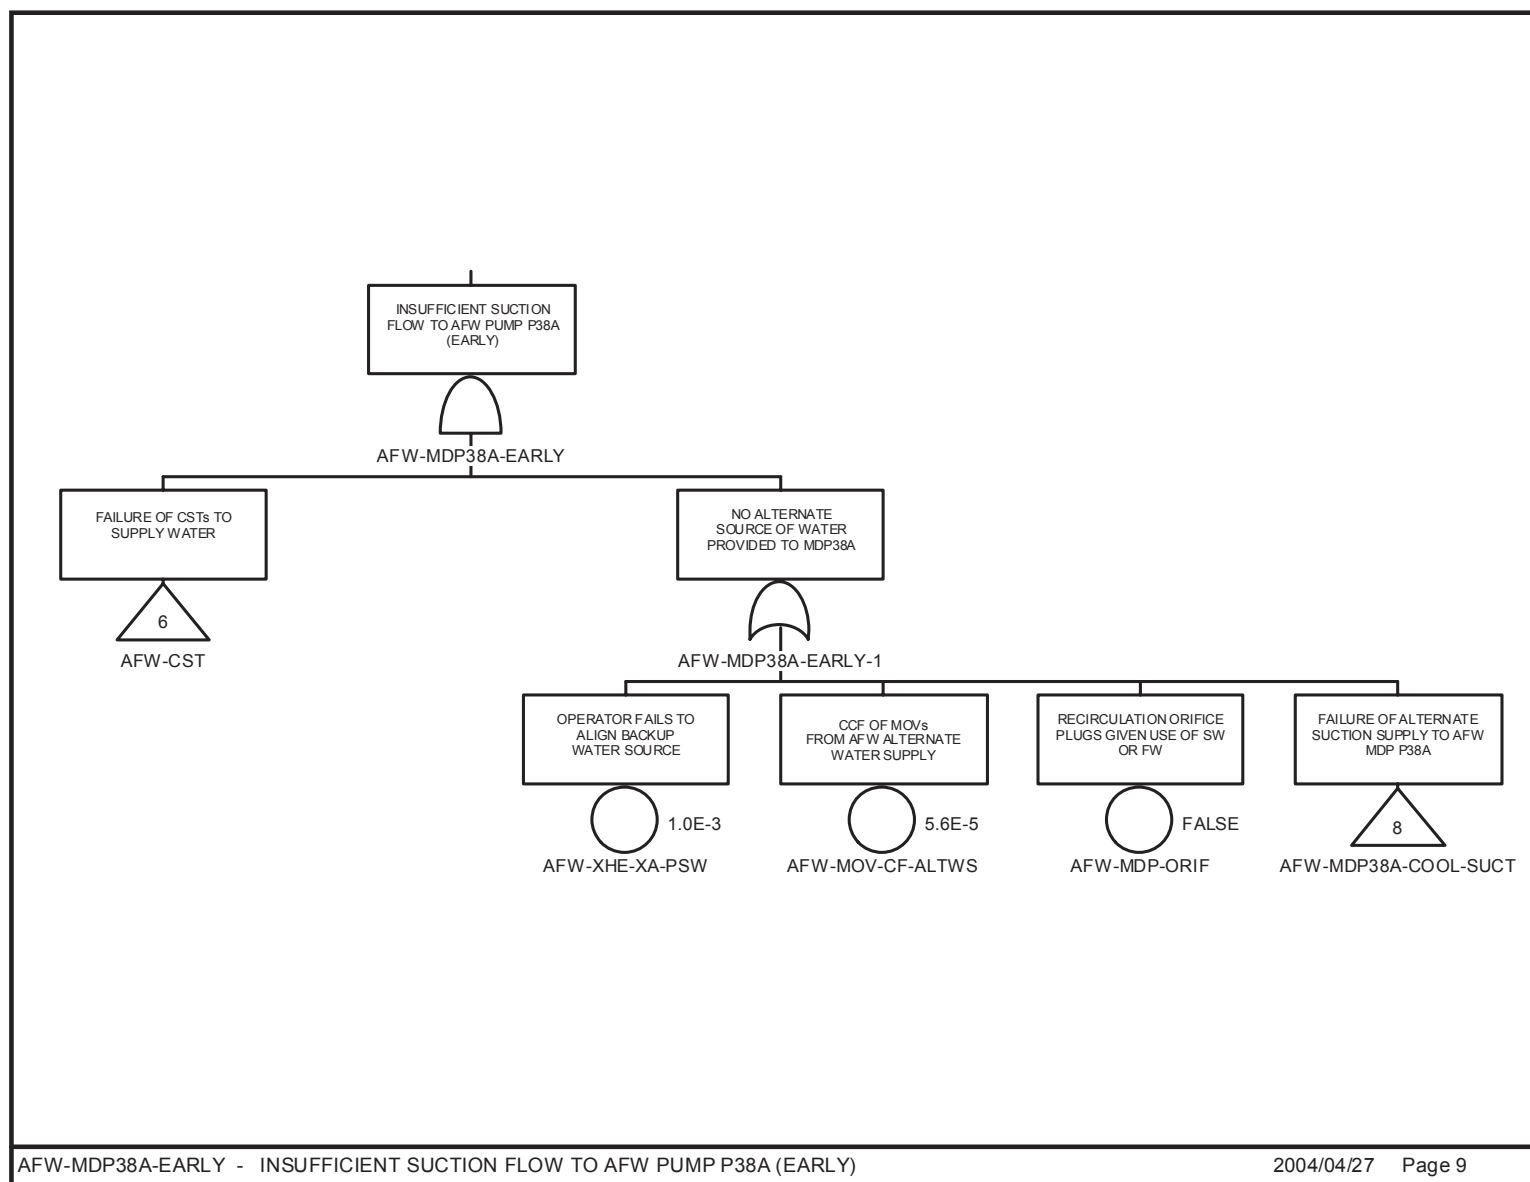 INSUFFICIENT SUCTION
FLOW TO AFW PUMP P38A
(EARLY)
AFW-MDP38A-EARLY
FAILURE OF CSTs TO
SUPPLY WATER
6
AFW-CST
NO ALTERNATE
SOURCE OF WATER
PROVIDED TO MDP38A
AFW-MDP38A-EARLY-1
OPERATOR FAILS TO
ALIGN BACKUP
WATER SOURCE
1.0E-3
AFW-XHE-XA-PSW
CCF OF MOVs
FROM AFW ALTERNATE
WATER SUPPLY
5.6E-5
AFW-MOV-CF-ALTWS
RECIRCULATION ORIFICE
PLUGS GIVEN USE OF SW
OR FW
FALSE
AFW-MDP-ORIF
FAILURE OF ALTERNATE
SUCTION SUPPLY TO AFW
MDP P38A
8
AFW-MDP38A-COOL-SUCT
AFW-MDP38A-EARLY - INSUFFICIENT SUCTION FLOW TO AFW PUMP P38A (EARLY)
2004/04/27 Page 9